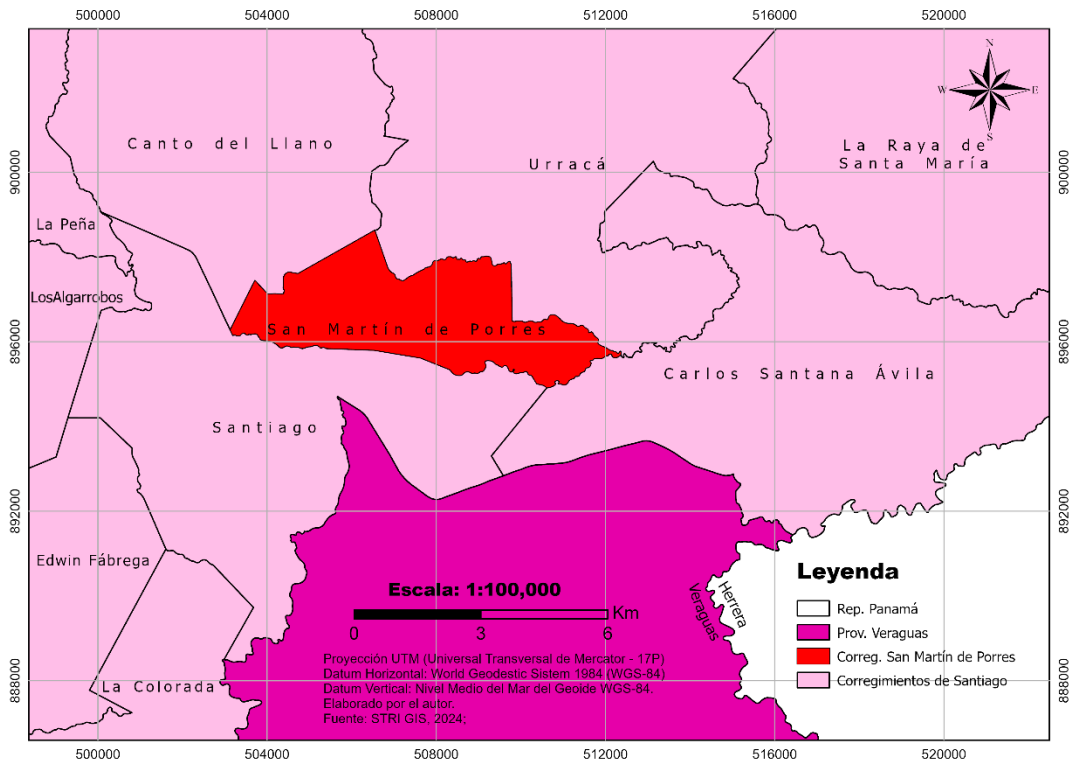 500000 504000 508000 512000 516000 520000
N
W E
S
Canto del Llano
La Raya de
Santa María
Urracá
900000 900000
La Peña
LosAlgarrobos
San Martín de Porres
896000 896000
Carlos Santana Ávila
Santiago
892000 892000
Edwin Fábrega
Escala: 1:100,000
Km
0 3 6
Herrera
Veraguas
Leyenda
Rep. Panamá
Prov. Veraguas
Correg. San Martín de Porres
Corregimientos de Santiago
Proyección UTM (Universal Transversal de Mercator - 17P)
Datum Horizontal: World Geodestic Sistem 1984 (WGS-84)
Datum Vertical: Nivel Medio del Mar del Geoide WGS-84.
Elaborado por el autor.
Fuente: STRI GIS, 2024;
La Colorada
888000 888000
500000 504000 508000 512000 516000 520000